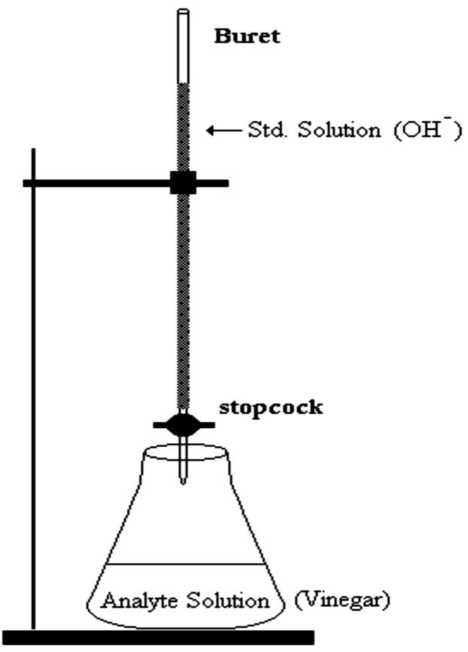 Buret
Std. Solution (OH⁻)
stopcock
Analyte Solution (Vinegar)